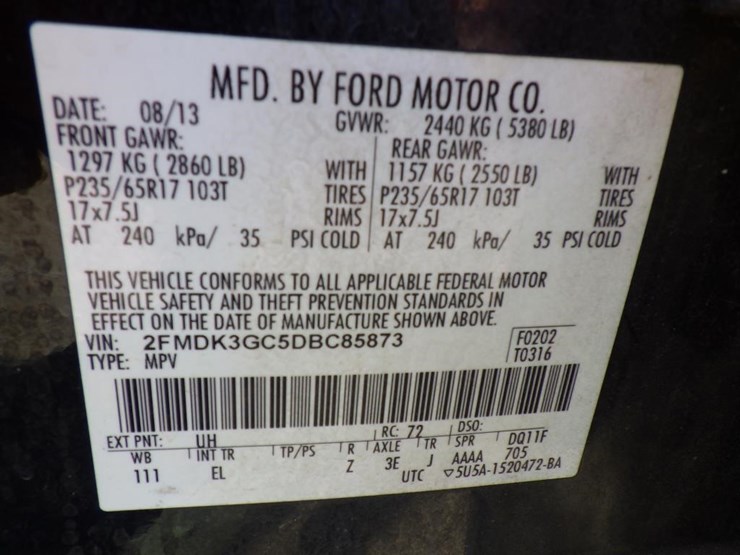 MFD. BY FORD MOTOR CO.
DATE: 08/13 GVWR: 2440 KG ( 5380 LB)
FRONT GAWR: REAR GAWR:
1297 KG ( 2860 LB) WITH 1157 KG ( 2550 LB) WITH
P235/65R17 103T TIRES P235/65R17 103T TIRES
17x7.5J RIMS 17x7.5J RIMS
AT 240 kPa/ 35 PSI COLD AT 240 kPa/ 35 PSI COLD
THIS VEHICLE CONFORMS TO ALL APPLICABLE FEDERAL MOTOR
VEHICLE SAFETY AND THEFT PREVENTION STANDARDS IN
EFFECT ON THE DATE OF MANUFACTURE SHOWN ABOVE.
VIN: 2FMDK3GC5DBC85873 F0202
TYPE: MPV T0316
EXT PNT: UH RC: 72 DSO:
WB INT TR TP/PS R AXLE TR SPR DQ11F
111 EL Z 3E J AAAA 705
UTC ▽5U5A-1520472-BA